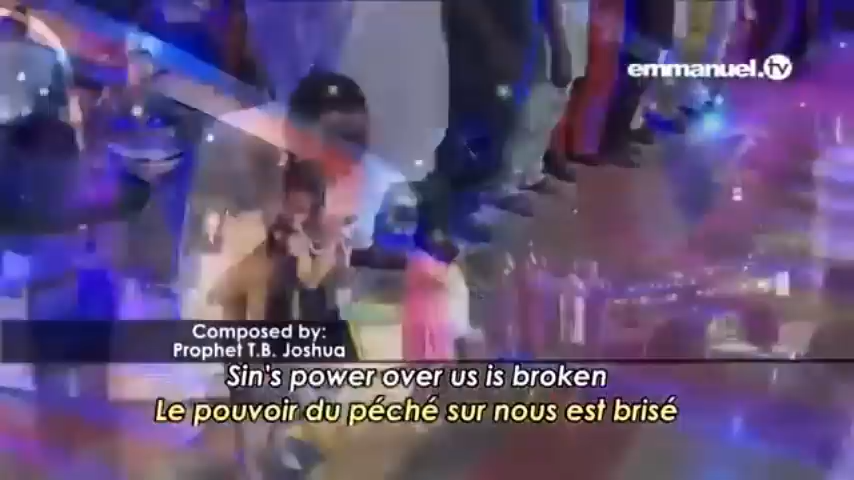 emmanuel.tv
Composed by:
Prophet T.B. Joshua
Sin's power over us is broken
Le pouvoir du péché sur nous est brisé